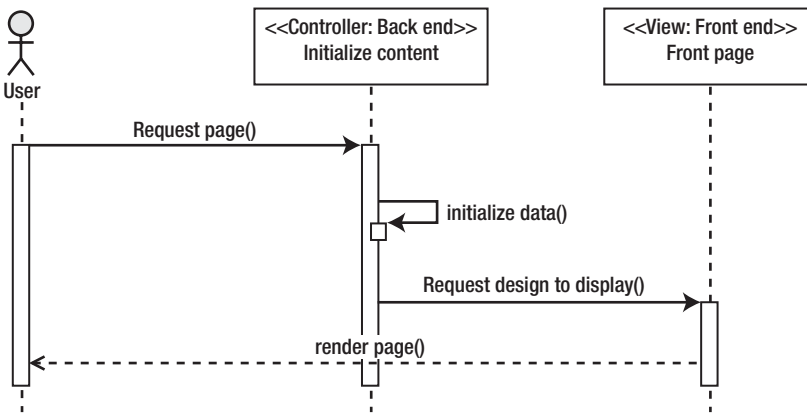 <<Controller: Back end>>
Initialize content
<<View: Front end>>
Front page
User
Request page()
initialize data()
Request design to display()
render page()